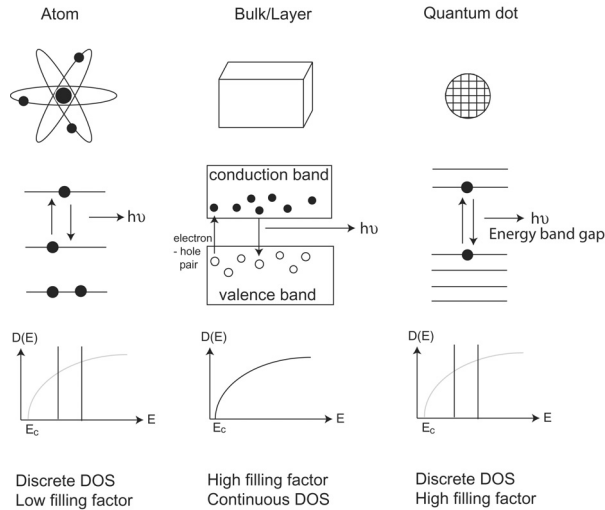 Atom
Bulk/Layer
Quantum dot
hυ
conduction band
electron
- hole
pair
hυ
valence band
hυ
Energy band gap
D(E)
E
Ec
D(E)
E
Ec
D(E)
E
Ec
Discrete DOS
Low filling factor
High filling factor
Continuous DOS
Discrete DOS
High filling factor